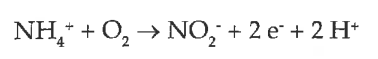 NH₄⁺ + O₂ → NO₂⁻ + 2 e⁻ + 2 H⁺